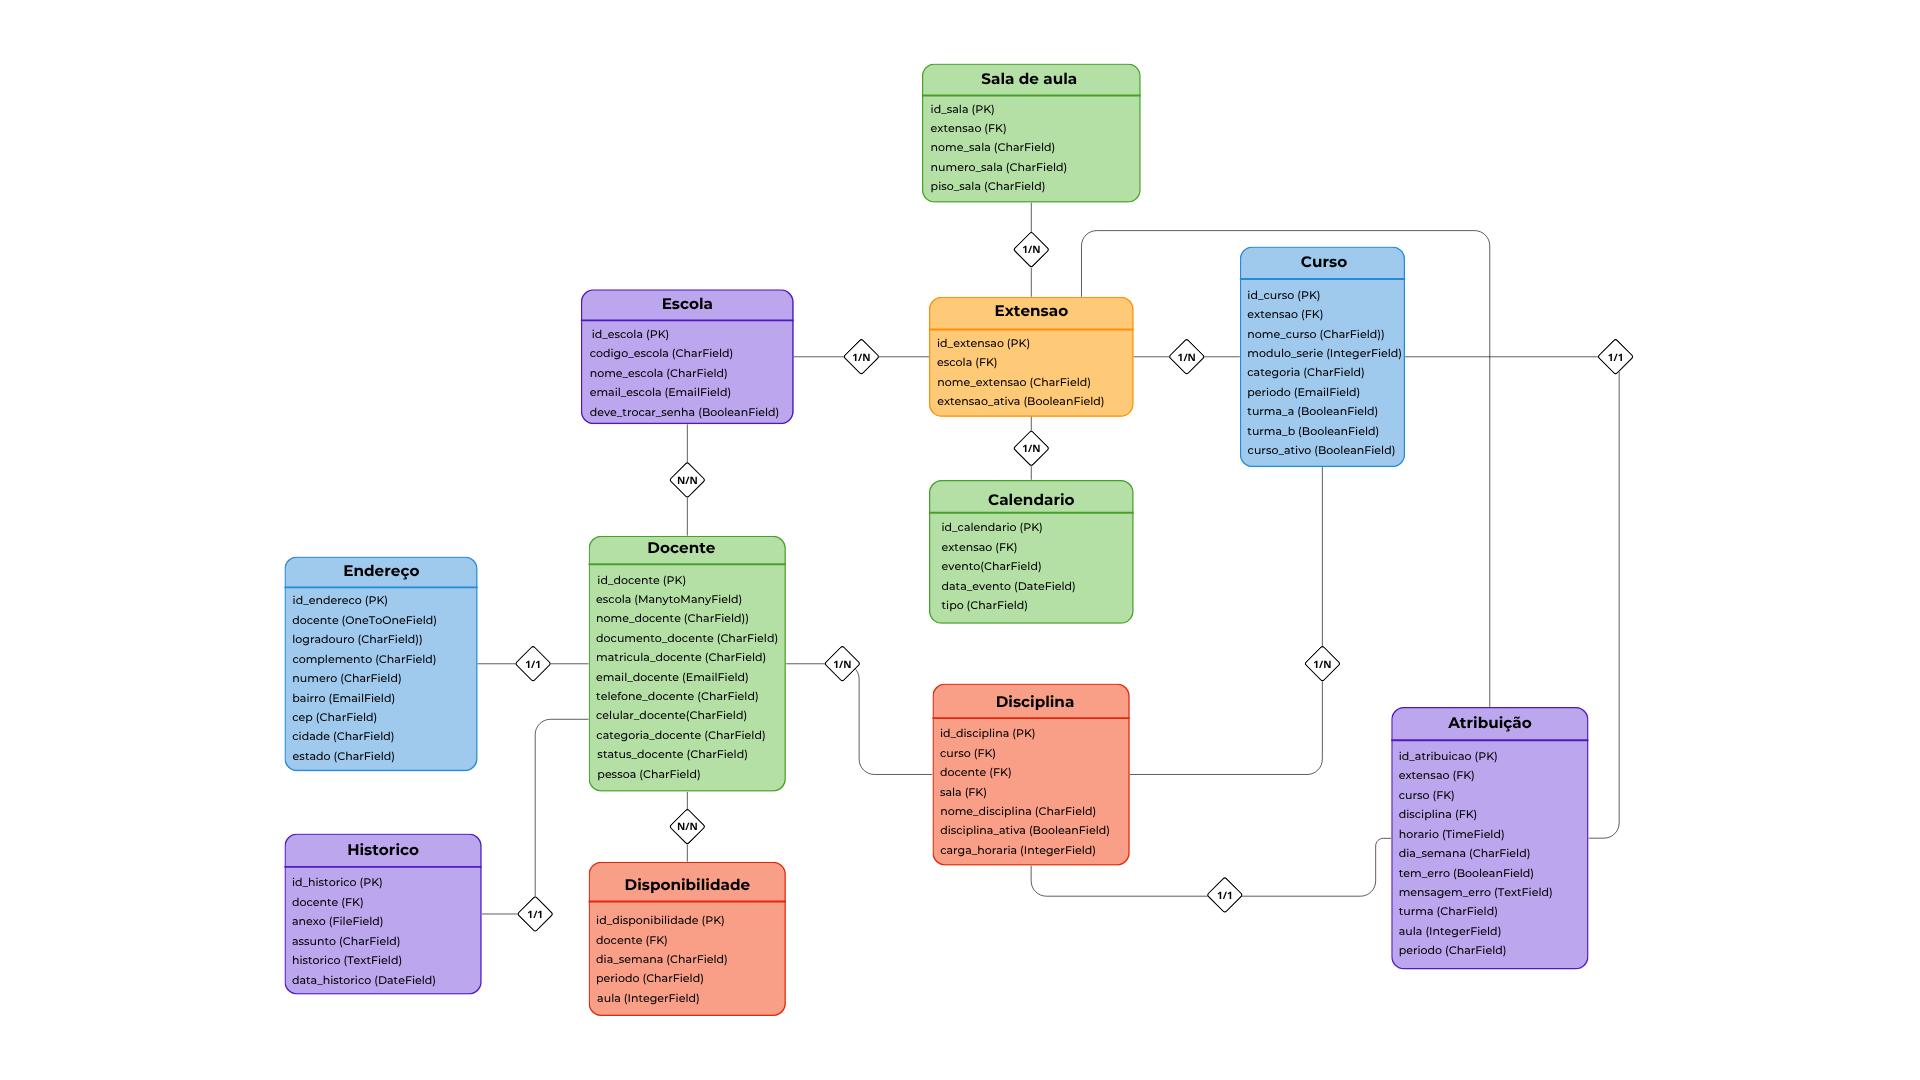 Sala de aula
id_sala (PK)
extensao (FK)
nome_sala (CharField)
numero_sala (CharField)
piso_sala (CharField)
1/N
Escola
id_escola (PK)
codigo_escola (CharField)
nome_escola (CharField)
email_escola (EmailField)
deve_trocar_senha (BooleanField)
1/N
Extensao
id_extensao (PK)
escola (FK)
nome_extensao (CharField)
extensao_ativa (BooleanField)
1/N
Curso
id_curso (PK)
extensao (FK)
nome_curso (CharField))
modulo_serie (IntegerField)
categoria (CharField)
periodo (EmailField)
turma_a (BooleanField)
turma_b (BooleanField)
curso_ativo (BooleanField)
1/1
N/N
1/N
Calendario
id_calendario (PK)
extensao (FK)
evento(CharField)
data_evento (DateField)
tipo (CharField)
Endereço
id_endereco (PK)
docente (OneToOneField)
logradouro (CharField))
complemento (CharField)
numero (CharField)
bairro (EmailField)
cep (CharField)
cidade (CharField)
estado (CharField)
1/1
Docente
id_docente (PK)
escola (ManytoManyField)
nome_docente (CharField))
documento_docente (CharField)
matricula_docente (CharField)
email_docente (EmailField)
telefone_docente (CharField)
celular_docente(CharField)
categoria_docente (CharField)
status_docente (CharField)
pessoa (CharField)
1/N
1/N
Disciplina
id_disciplina (PK)
curso (FK)
docente (FK)
sala (FK)
nome_disciplina (CharField)
disciplina_ativa (BooleanField)
carga_horaria (IntegerField)
Atribuição
id_atribuicao (PK)
extensao (FK)
curso (FK)
disciplina (FK)
horario (TimeField)
dia_semana (CharField)
tem_erro (BooleanField)
mensagem_erro (TextField)
turma (CharField)
aula (IntegerField)
periodo (CharField)
N/N
1/1
Historico
id_historico (PK)
docente (FK)
anexo (FileField)
assunto (CharField)
historico (TextField)
data_historico (DateField)
1/1
Disponibilidade
id_disponibilidade (PK)
docente (FK)
dia_semana (CharField)
periodo (CharField)
aula (IntegerField)